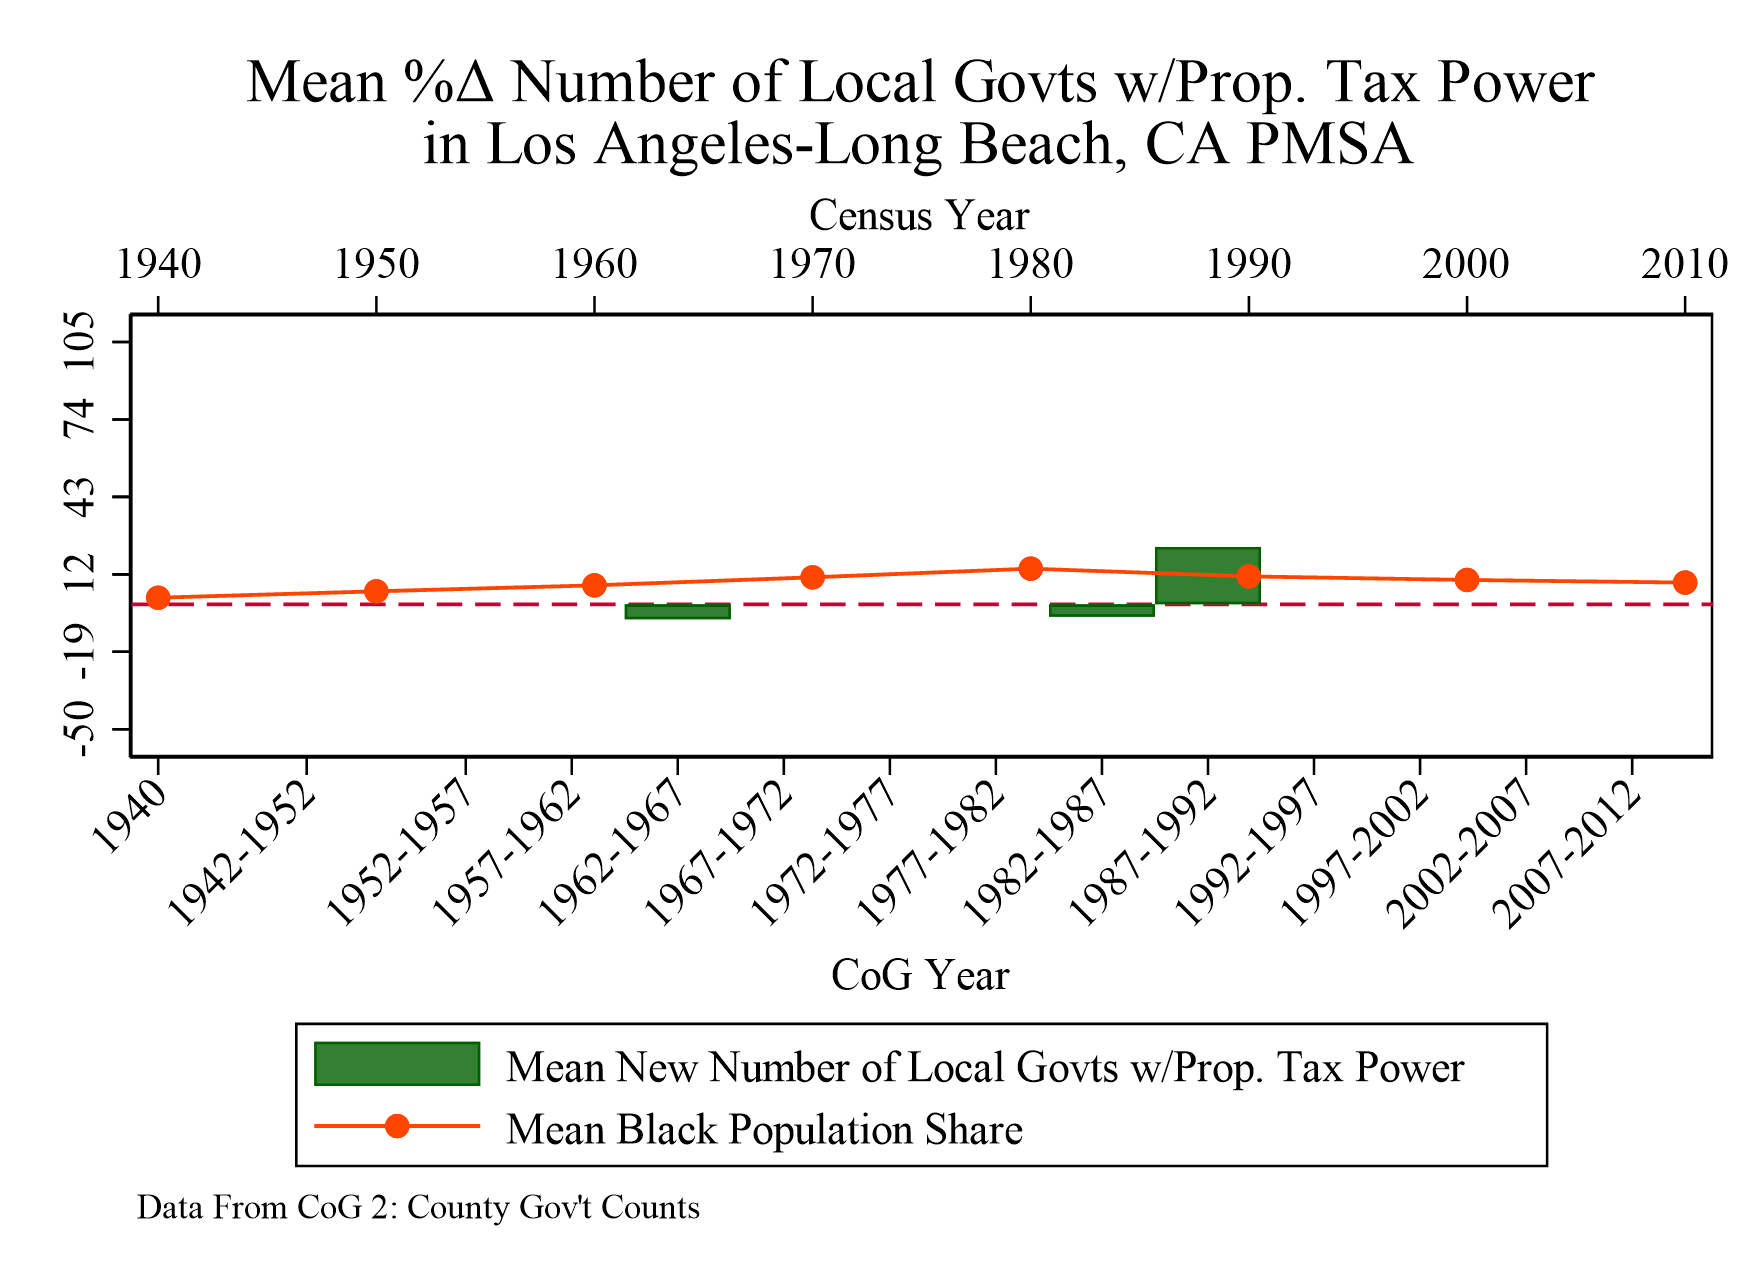 Mean %Δ Number of Local Govts w/Prop. Tax Power
in Los Angeles-Long Beach, CA PMSA
Census Year
1940 1950 1960 1970 1980 1990 2000 2010
105
74
43
12
-19
-50
1940 1942-1952 1952-1957 1957-1962 1962-1967 1967-1972 1972-1977 1977-1982 1982-1987 1987-1992 1992-1997 1997-2002 2002-2007 2007-2012
CoG Year
Mean New Number of Local Govts w/Prop. Tax Power
Mean Black Population Share
Data From CoG 2: County Gov't Counts